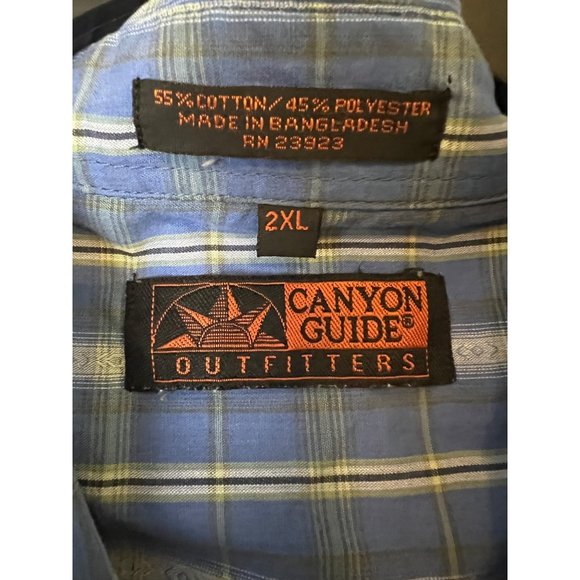 55% COTTON/45% POLYESTER
MADE IN BANGLADESH
RN 23923
2XL
CANYON
GUIDE®
OUTFITTERS